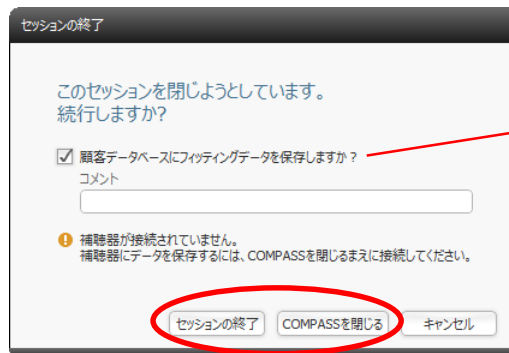 セッションの終了
このセッションを閉じようとしています。
続行しますか?
顧客データベースにフィッティングデータを保存しますか？
コメント
補聴器が接続されていません。
補聴器にデータを保存するには、COMPASSを閉じるまえに接続してください。
セッションの終了 COMPASSを閉じる キャンセル